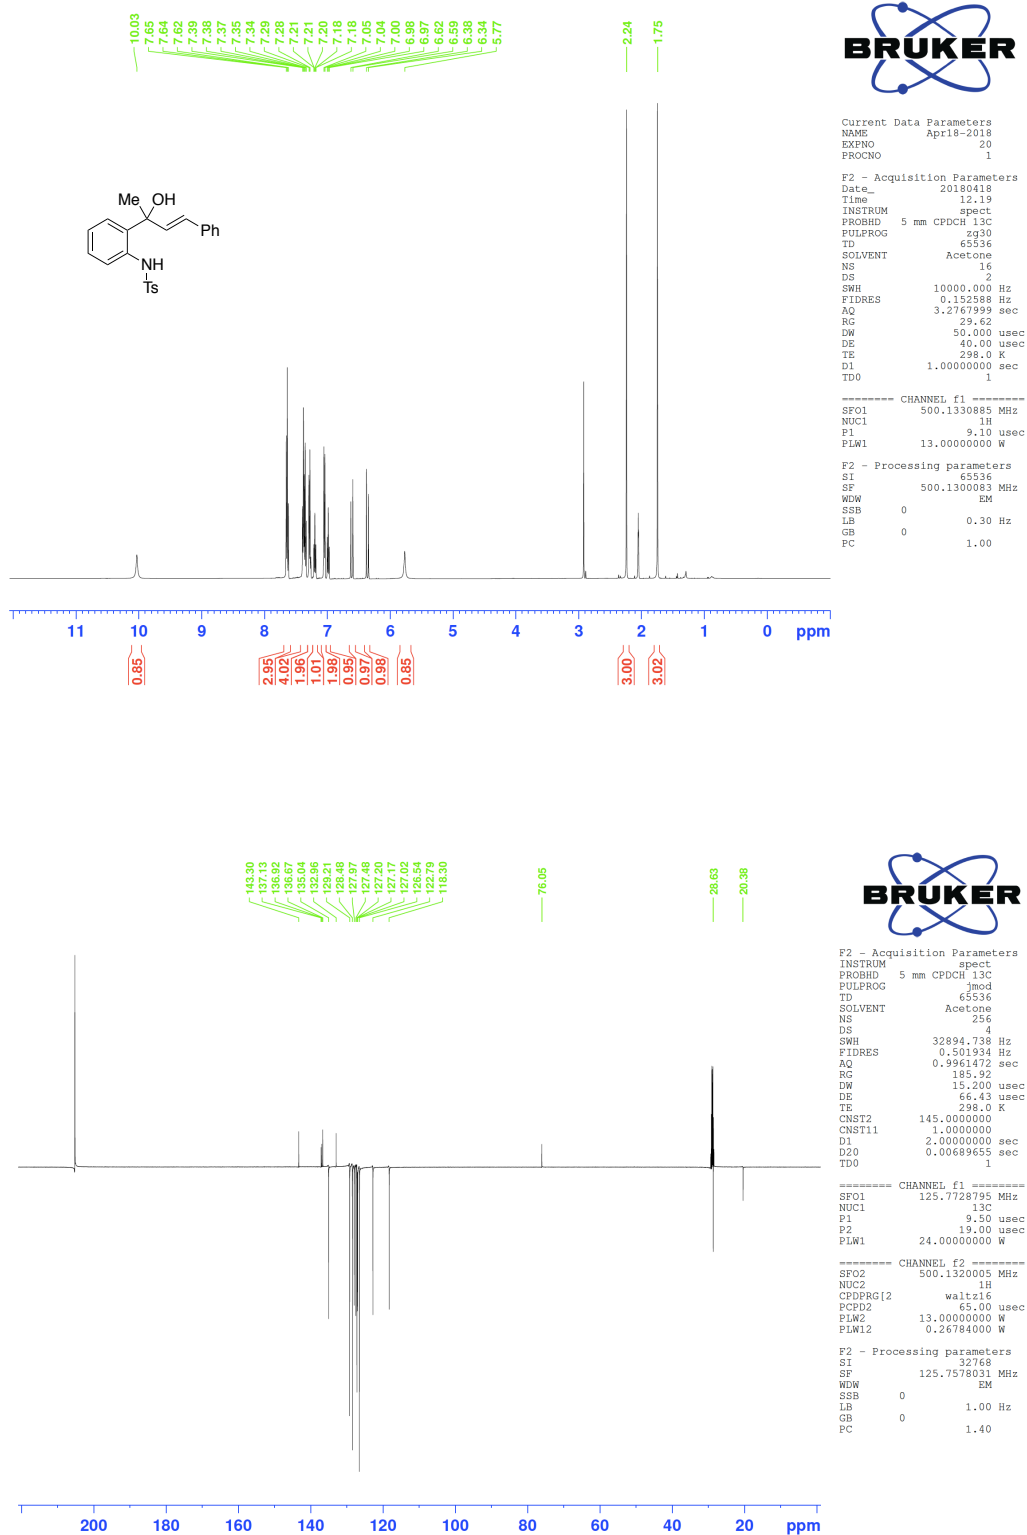 10.03
7.65
7.64
7.62
7.39
7.38
7.37
7.35
7.34
7.29
7.28
7.21
7.21
7.20
7.18
7.18
7.05
7.04
7.00
6.98
6.97
6.62
6.59
6.38
6.34
5.77
2.24
1.75
BRUKER
Current Data Parameters
NAME Apr18-2018
EXPNO 20
PROCNO 1
F2 - Acquisition Parameters
Date_ 20180418
Time 12.19
INSTRUM spect
PROBHD 5 mm CPDCH 13C
PULPROG zg30
TD 65536
SOLVENT Acetone
NS 16
DS 2
SWH 10000.000 Hz
FIDRES 0.152588 Hz
AQ 3.2767999 sec
RG 29.62
DW 50.000 usec
DE 40.00 usec
TE 298.0 K
D1 1.00000000 sec
TD0 1
======== CHANNEL f1 ========
SFO1 500.1330885 MHz
NUC1 1H
P1 9.10 usec
PLW1 13.00000000 W
F2 - Processing parameters
SI 65536
SF 500.1300083 MHz
WDW EM
SSB 0
LB 0.30 Hz
GB 0
PC 1.00
Me OH
Ph
NH
Ts
11 10 9 8 7 6 5 4 3 2 1 0 ppm
0.85
2.95
4.02
1.96
1.01
1.98
0.95
0.97
0.98
0.85
3.00
3.02
143.30
137.13
136.92
136.67
135.04
132.96
129.21
128.48
127.97
127.48
127.20
127.17
127.02
126.54
122.79
118.30
76.05
28.63
20.38
BRUKER
F2 - Acquisition Parameters
INSTRUM spect
PROBHD 5 mm CPDCH 13C
PULPROG jmod
TD 65536
SOLVENT Acetone
NS 256
DS 4
SWH 32894.738 Hz
FIDRES 0.501934 Hz
AQ 0.9961472 sec
RG 185.92
DW 15.200 usec
DE 66.43 usec
TE 298.0 K
CNST2 145.0000000
CNST11 1.0000000
D1 2.00000000 sec
D20 0.00689655 sec
TD0 1
======== CHANNEL f1 ========
SFO1 125.7728795 MHz
NUC1 13C
P1 9.50 usec
P2 19.00 usec
PLW1 24.00000000 W
======== CHANNEL f2 ========
SFO2 500.1320005 MHz
NUC2 1H
CPDPRG[2 waltz16
PCPD2 65.00 usec
PLW2 13.00000000 W
PLW12 0.26784000 W
F2 - Processing parameters
SI 32768
SF 125.7578031 MHz
WDW EM
SSB 0
LB 1.00 Hz
GB 0
PC 1.40
200 180 160 140 120 100 80 60 40 20 ppm